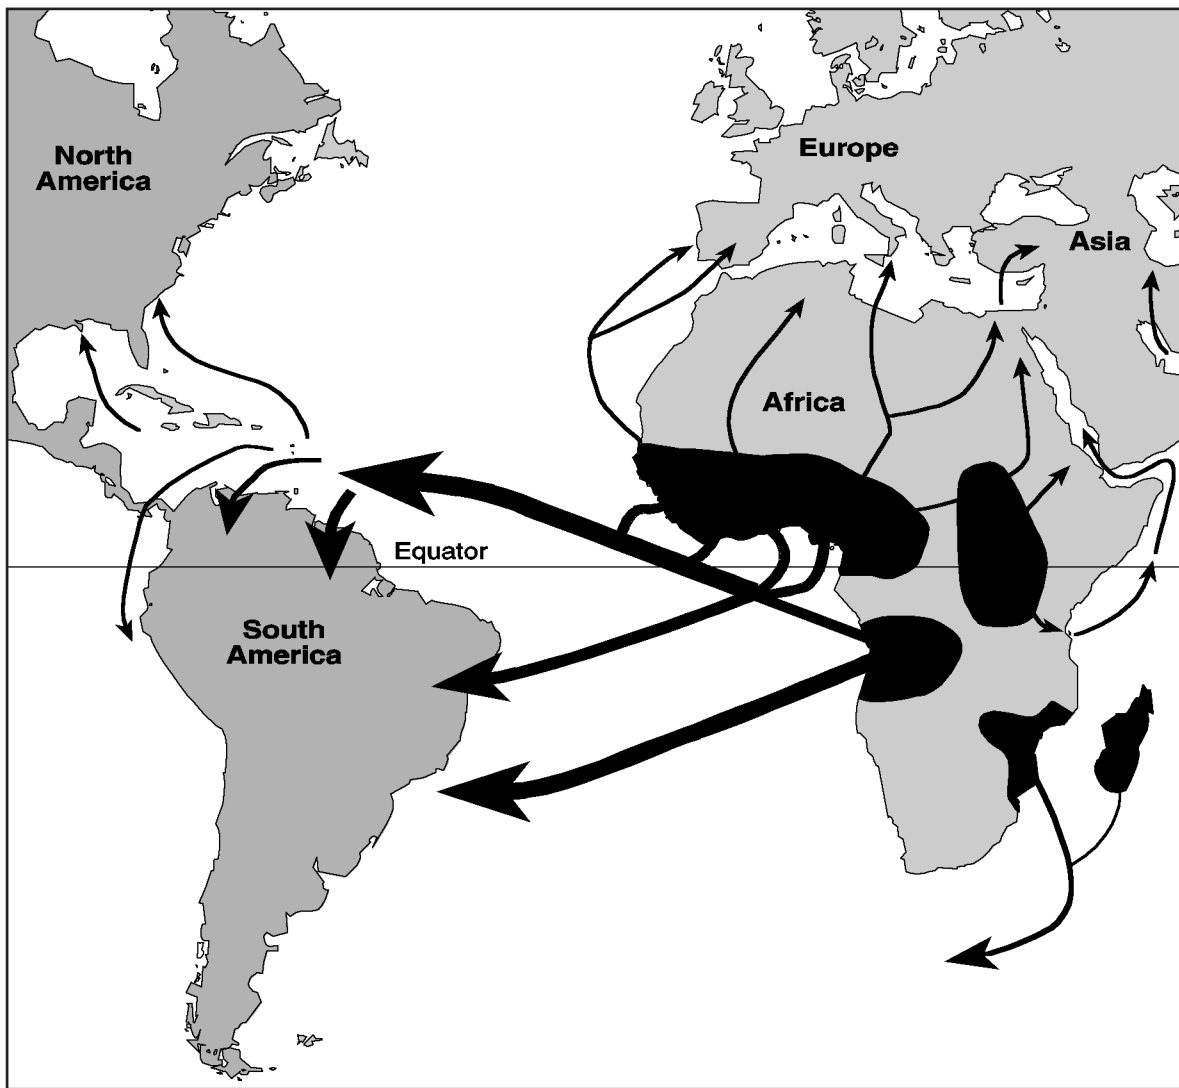 North
America
Europe
Asia
Africa
Equator
South
America